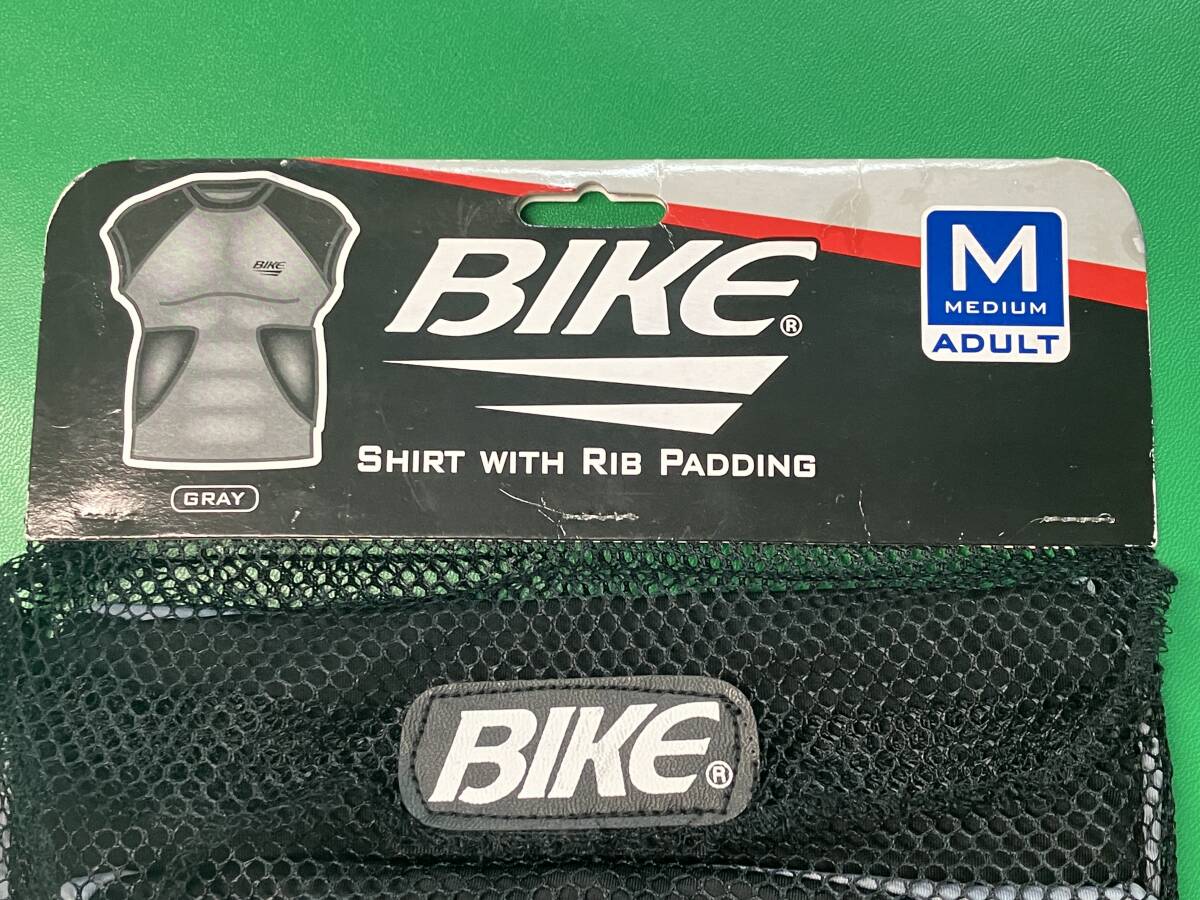 BIKE
BIKE®
M
MEDIUM
ADULT
SHIRT WITH RIB PADDING
GRAY
BIKE®